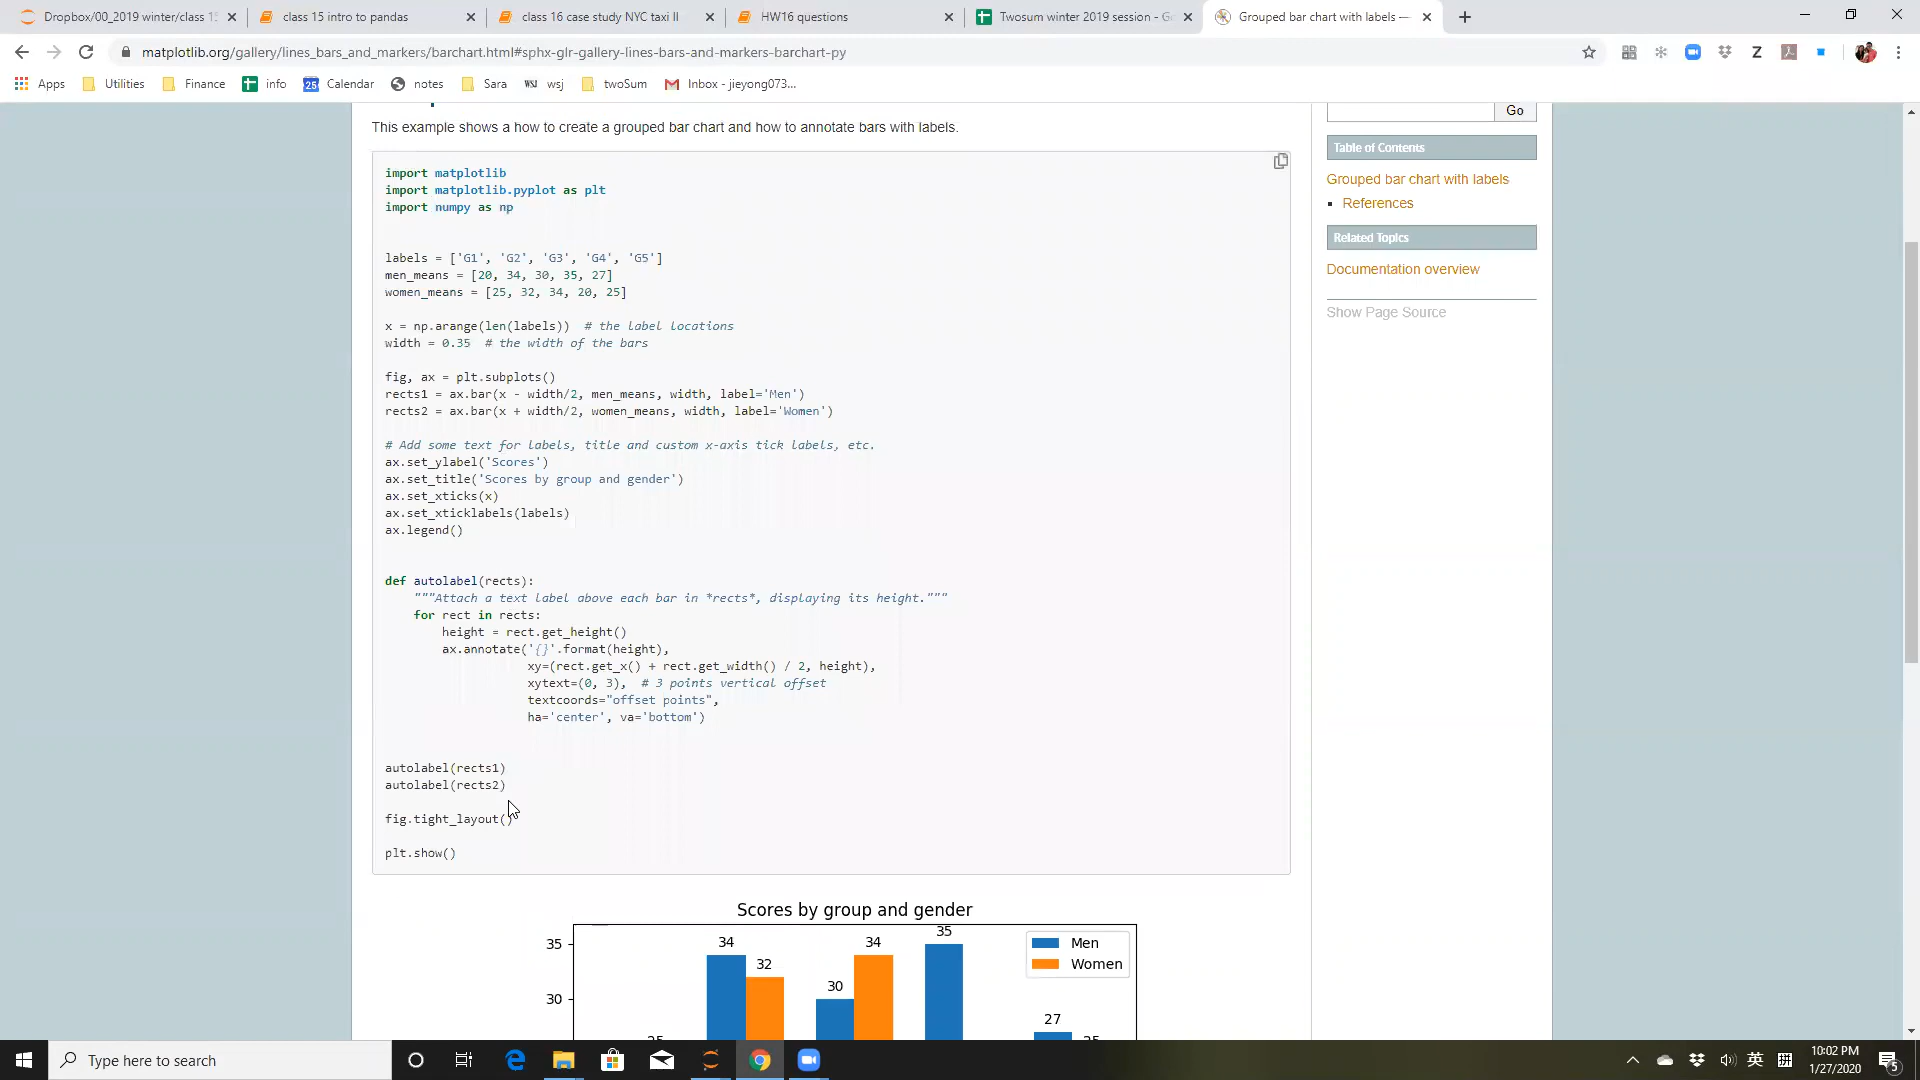 Dropbox/00_2019 winter/class 15
class 15 intro to pandas
class 16 case study NYC taxi II
HW16 questions
Twosum winter 2019 session - Go
Grouped bar chart with labels —
matplotlib.org/gallery/lines_bars_and_markers/barchart.html#sphx-glr-gallery-lines-bars-and-markers-barchart-py
Apps
Utilities
Finance
info
Calendar
notes
Sara
WSJ wsj
twoSum
Inbox - jieyong073...
This example shows a how to create a grouped bar chart and how to annotate bars with labels.
import matplotlib
import matplotlib.pyplot as plt
import numpy as np
labels = ['G1', 'G2', 'G3', 'G4', 'G5']
men_means = [20, 34, 30, 35, 27]
women_means = [25, 32, 34, 20, 25]
x = np.arange(len(labels))  # the label locations
width = 0.35  # the width of the bars
fig, ax = plt.subplots()
rects1 = ax.bar(x - width/2, men_means, width, label='Men')
rects2 = ax.bar(x + width/2, women_means, width, label='Women')
# Add some text for labels, title and custom x-axis tick labels, etc.
ax.set_ylabel('Scores')
ax.set_title('Scores by group and gender')
ax.set_xticks(x)
ax.set_xticklabels(labels)
ax.legend()
def autolabel(rects):
"""Attach a text label above each bar in *rects*, displaying its height."""
for rect in rects:
height = rect.get_height()
ax.annotate('{}'.format(height),
xy=(rect.get_x() + rect.get_width() / 2, height),
xytext=(0, 3),  # 3 points vertical offset
textcoords="offset points",
ha='center', va='bottom')
autolabel(rects1)
autolabel(rects2)
fig.tight_layout()
plt.show()
Scores by group and gender
35
30
34
32
30
34
35
27
25
25
Men
Women
Go
Table of Contents
Grouped bar chart with labels
References
Related Topics
Documentation overview
Show Page Source
Type here to search
英
拼
10:02 PM
1/27/2020
5